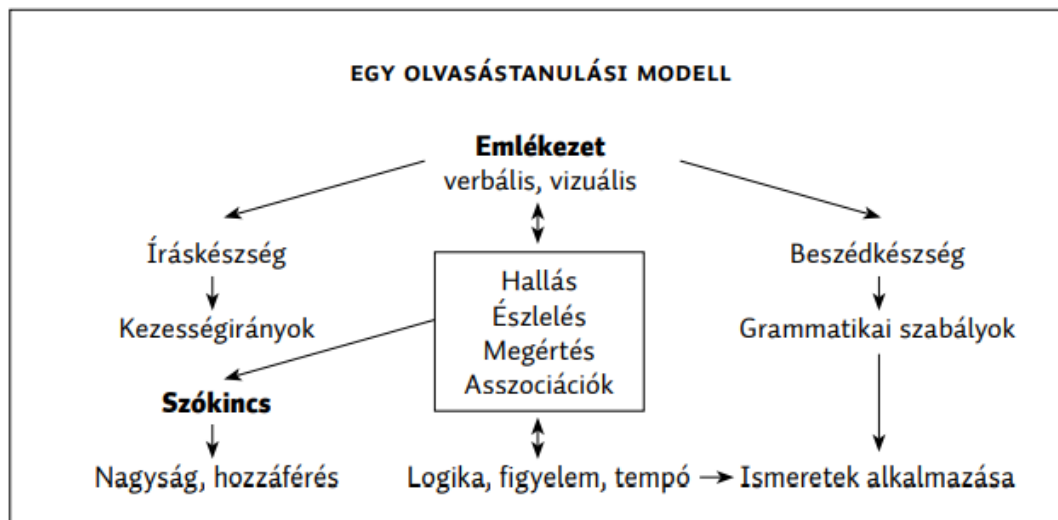 EGY OLVASÁSTANULÁSI MODELL
Emlékezet
verbális, vizuális
Íráskészség
Beszédkészség
Hallás
Észlelés
Megértés
Asszociációk
Kezességirányok
Grammatikai szabályok
Szókincs
Nagyság, hozzáférés
Logika, figyelem, tempó
Ismeretek alkalmazása